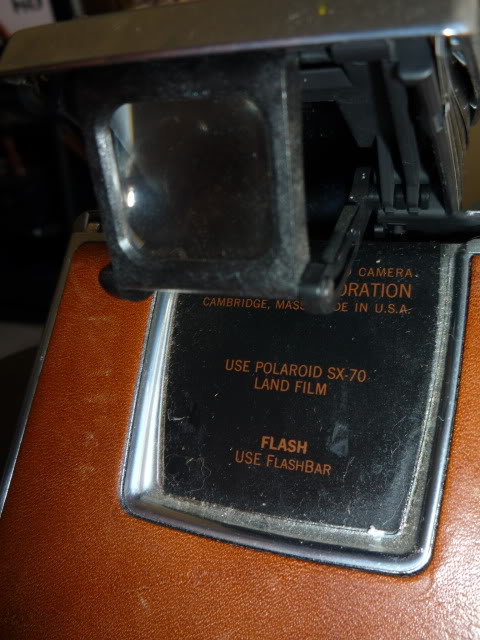 CAMERA
ORATION
CAMBRIDGE, MASS DE IN U.S.A.
USE POLAROID SX-70
LAND FILM
FLASH
USE FLASHBAR